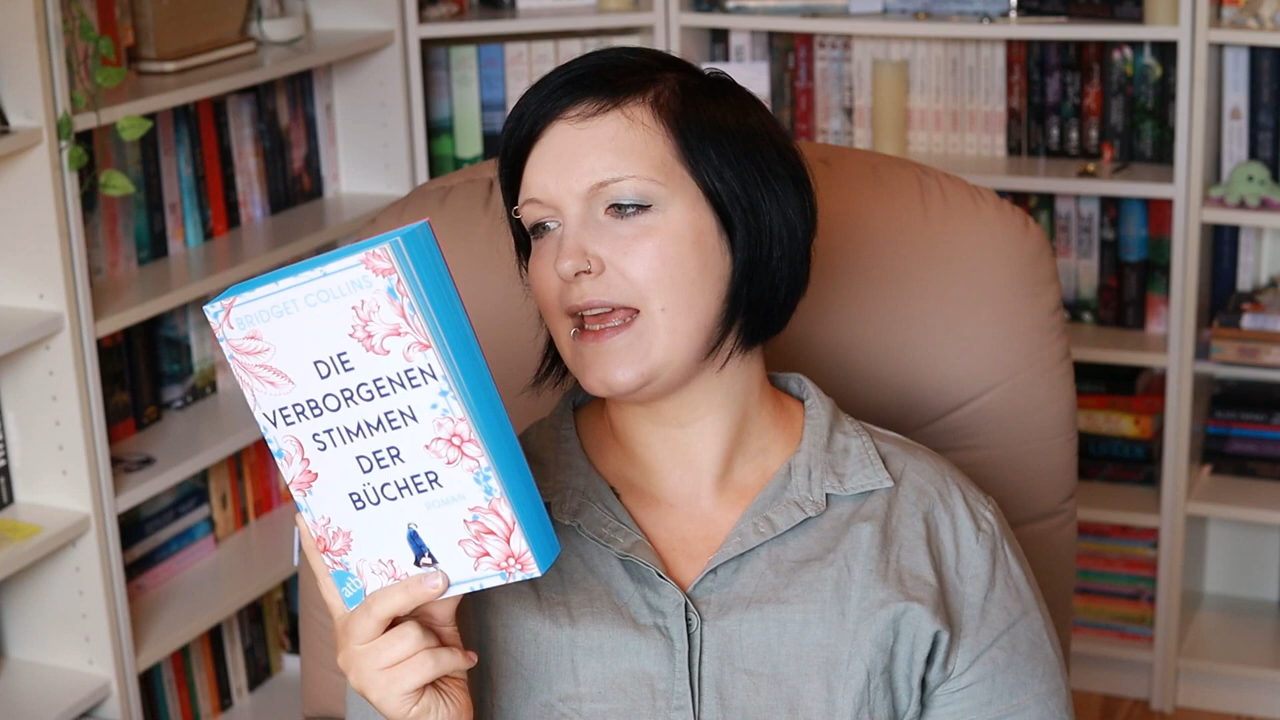 BRIDGET COLLINS
DIE
VERBORGENEN
STIMMEN
DER
BÜCHER
ROMAN
atb